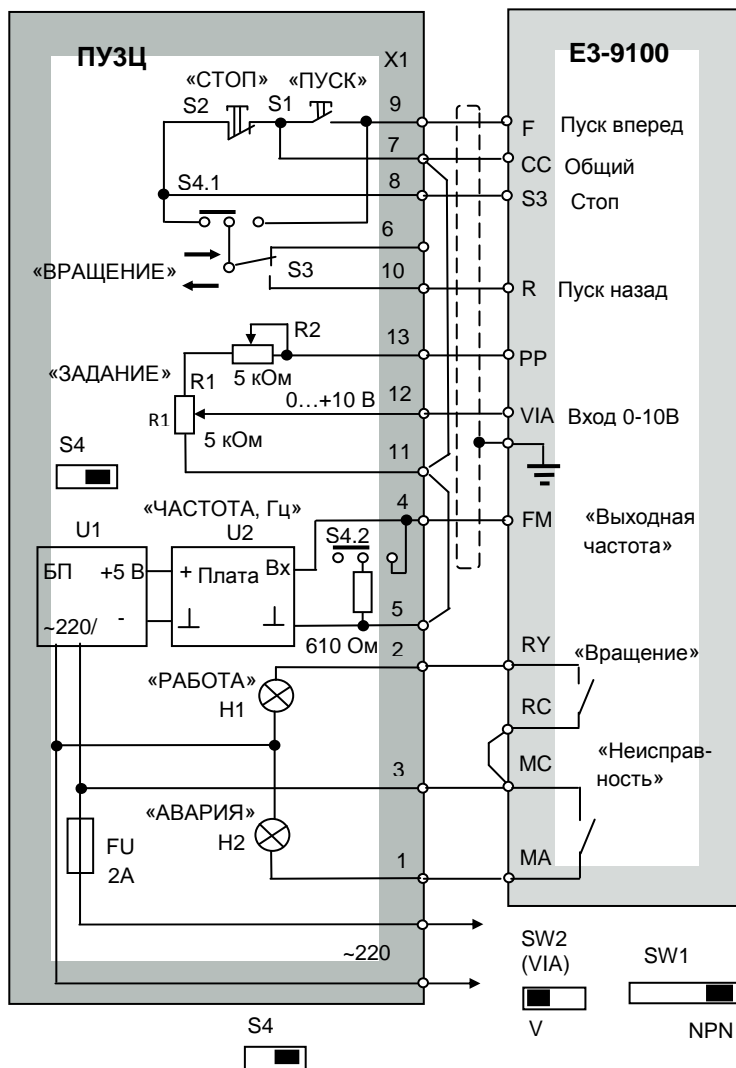 ПУЗЦ
X1
Е3-9100
«СТОП» «ПУСК»
S2 S1
9
F Пуск вперед
7
CC Общий
S4.1
8
S3 Стоп
6
«ВРАЩЕНИЕ»
S3
10
R Пуск назад
R2
13
PP
«ЗАДАНИЕ»
R1
5 кОм
12
0…+10 В
R1
VIA Вход 0-10В
5 кОм
11
S4
4
«ЧАСТОТА, Гц»
FM «Выходная
частота»
U1 U2
S4.2
БП +5 В
+ Плата Вх
~220/ -
⊥ ⊥
5
610 Ом
2
RY
«Вращение»
«РАБОТА»
H1
RC
MC
3
«Неисправ-
ность»
«АВАРИЯ»
H2
FU
2А
1
MA
~220
SW2
(VIA)
SW1
V
NPN
S4